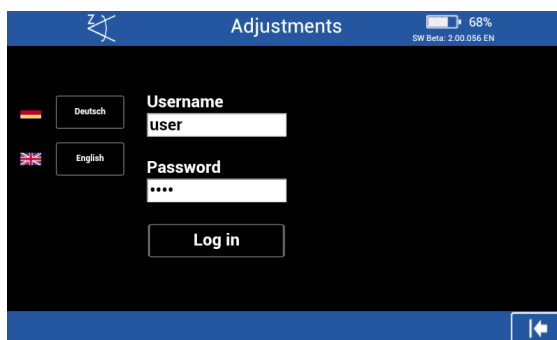 Z
Adjustments
68%
SW Beta: 2.00.056 EN
Deutsch
English
Username
user
Password
••••
Log in